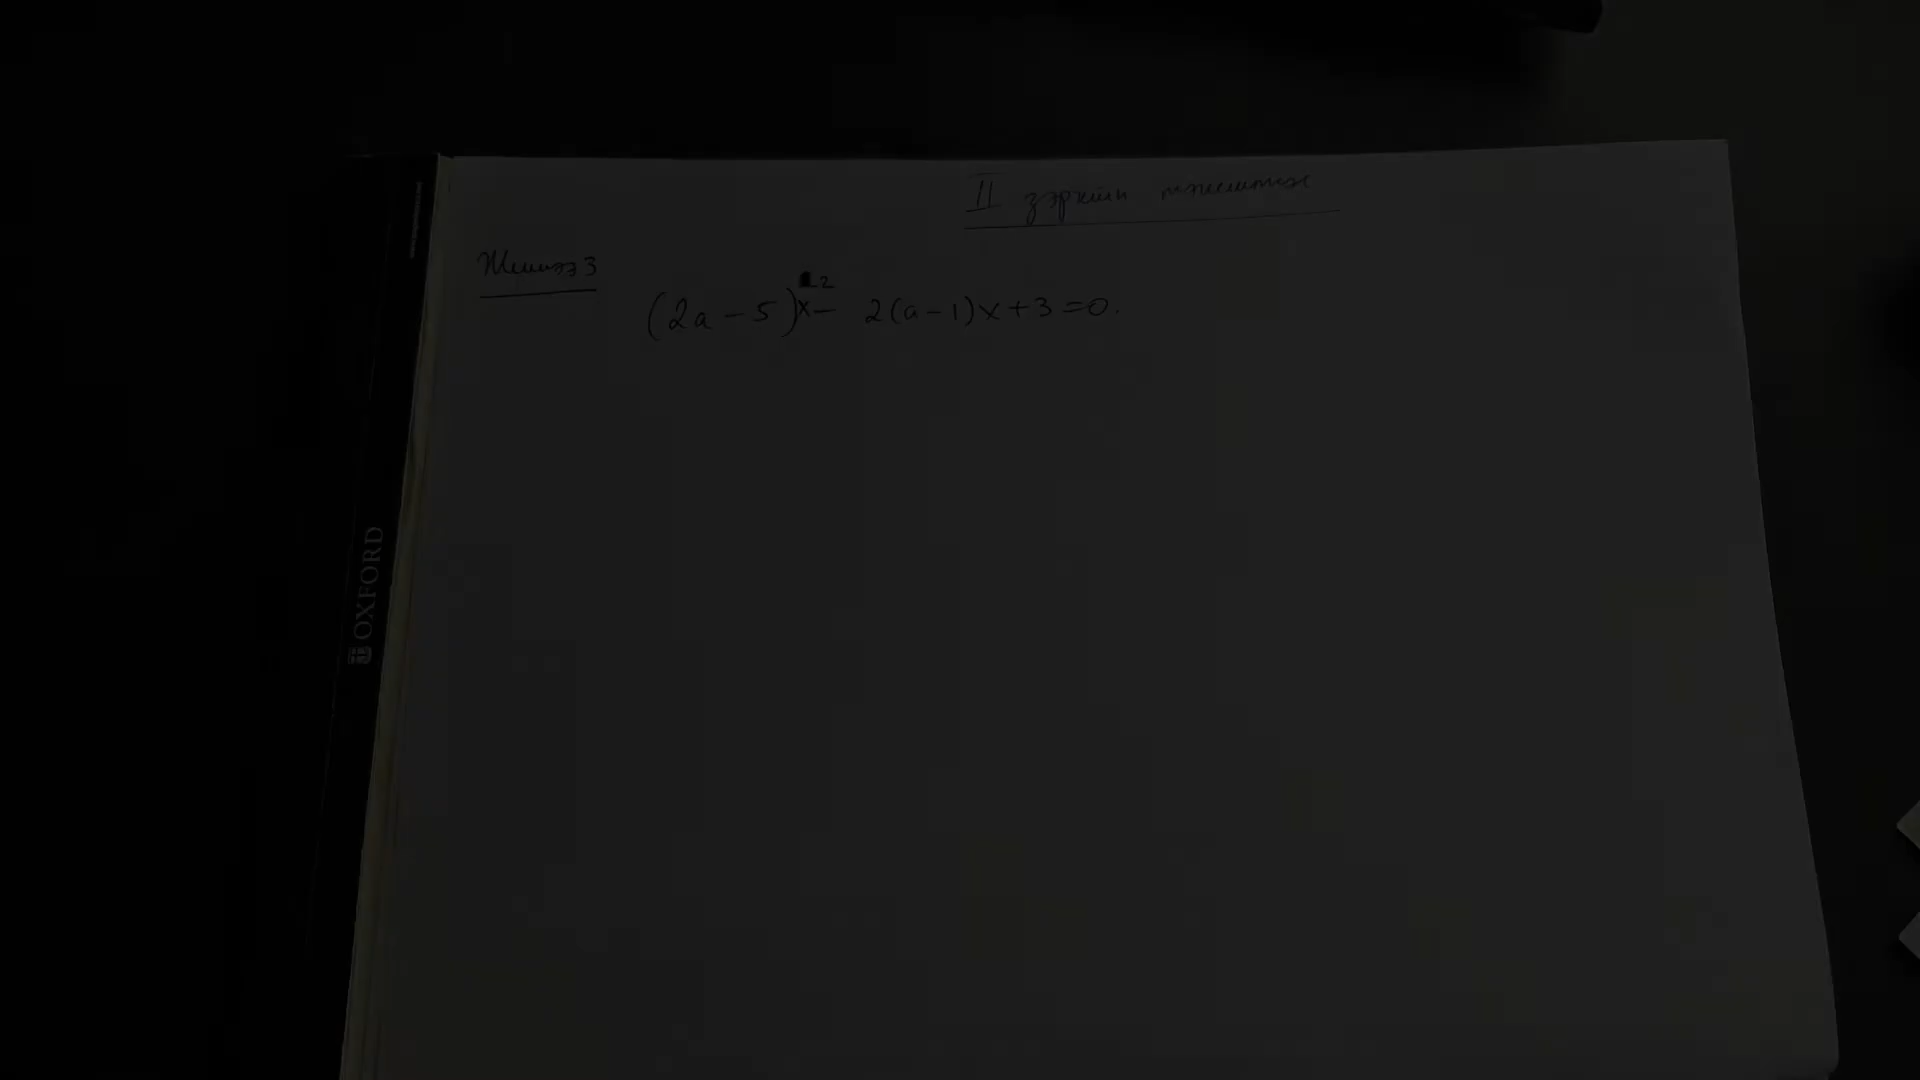 II зэргийн тэгшитгэл
Жишээ 3
(2a - 5)x² - 2(a-1)x+3=0.
OXFORD